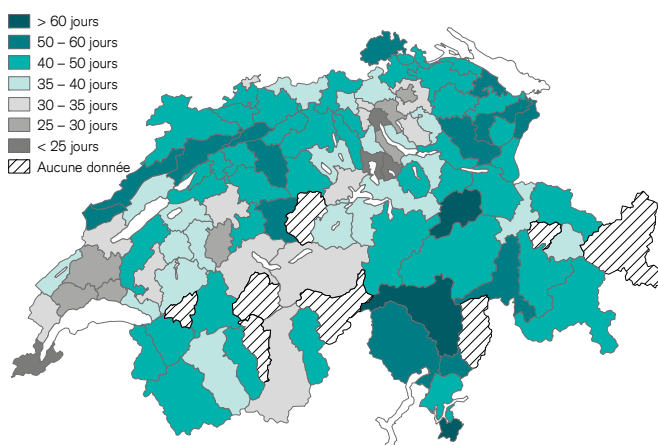 > 60 jours
50 – 60 jours
40 – 50 jours
35 – 40 jours
30 – 35 jours
25 – 30 jours
< 25 jours
Aucune donnée